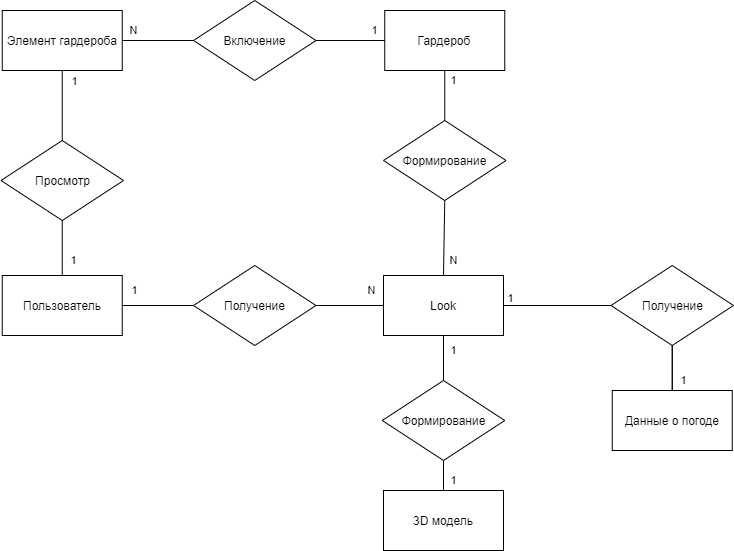 Элемент гардероба
N
Включение
1
Гардероб
1
1
Просмотр
Формирование
1
N
Пользователь
1
Получение
N
Look
1
Получение
1
1
Формирование
Данные о погоде
1
3D модель